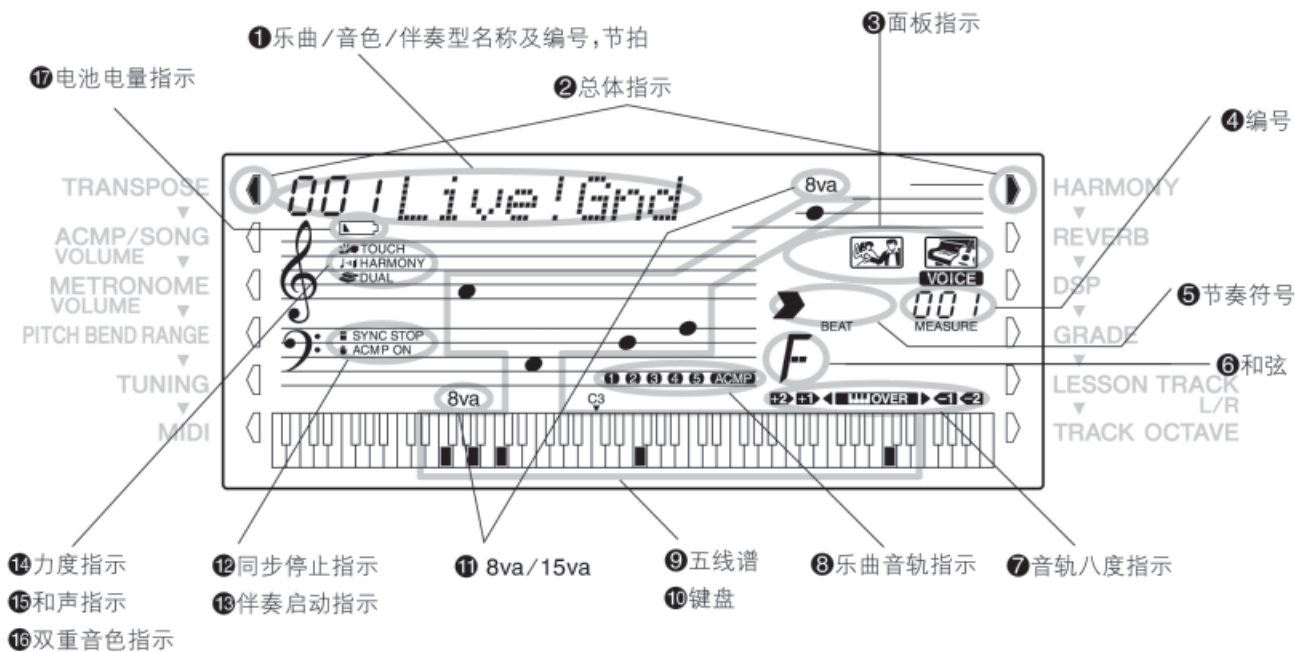 ❶乐曲/音色/伴奏型名称及编号,节拍
❸面板指示
⓱电池电量指示
❷总体指示
❹编号
001Live!Gnd
8va
TRANSPOSE
HARMONY
ACMP/SONG
VOLUME
TOUCH
HARMONY
DUAL
REVERB
METRONOME
VOLUME
VOICE
DSP
❺节奏符号
001
BEAT
MEASURE
PITCH BEND RANGE
SYNC STOP
ACMP ON
GRADE
F
❻和弦
TUNING
1 2 3 4 5 ACMP
LESSON TRACK
L/R
8va
C3
+2 +1 OVER -1 -2
MIDI
TRACK OCTAVE
⓮力度指示
⓬同步停止指示
⓫ 8va/15va
❾五线谱
❽乐曲音轨指示
❼音轨八度指示
⓯和声指示
⓭伴奏启动指示
❿键盘
⓰双重音色指示